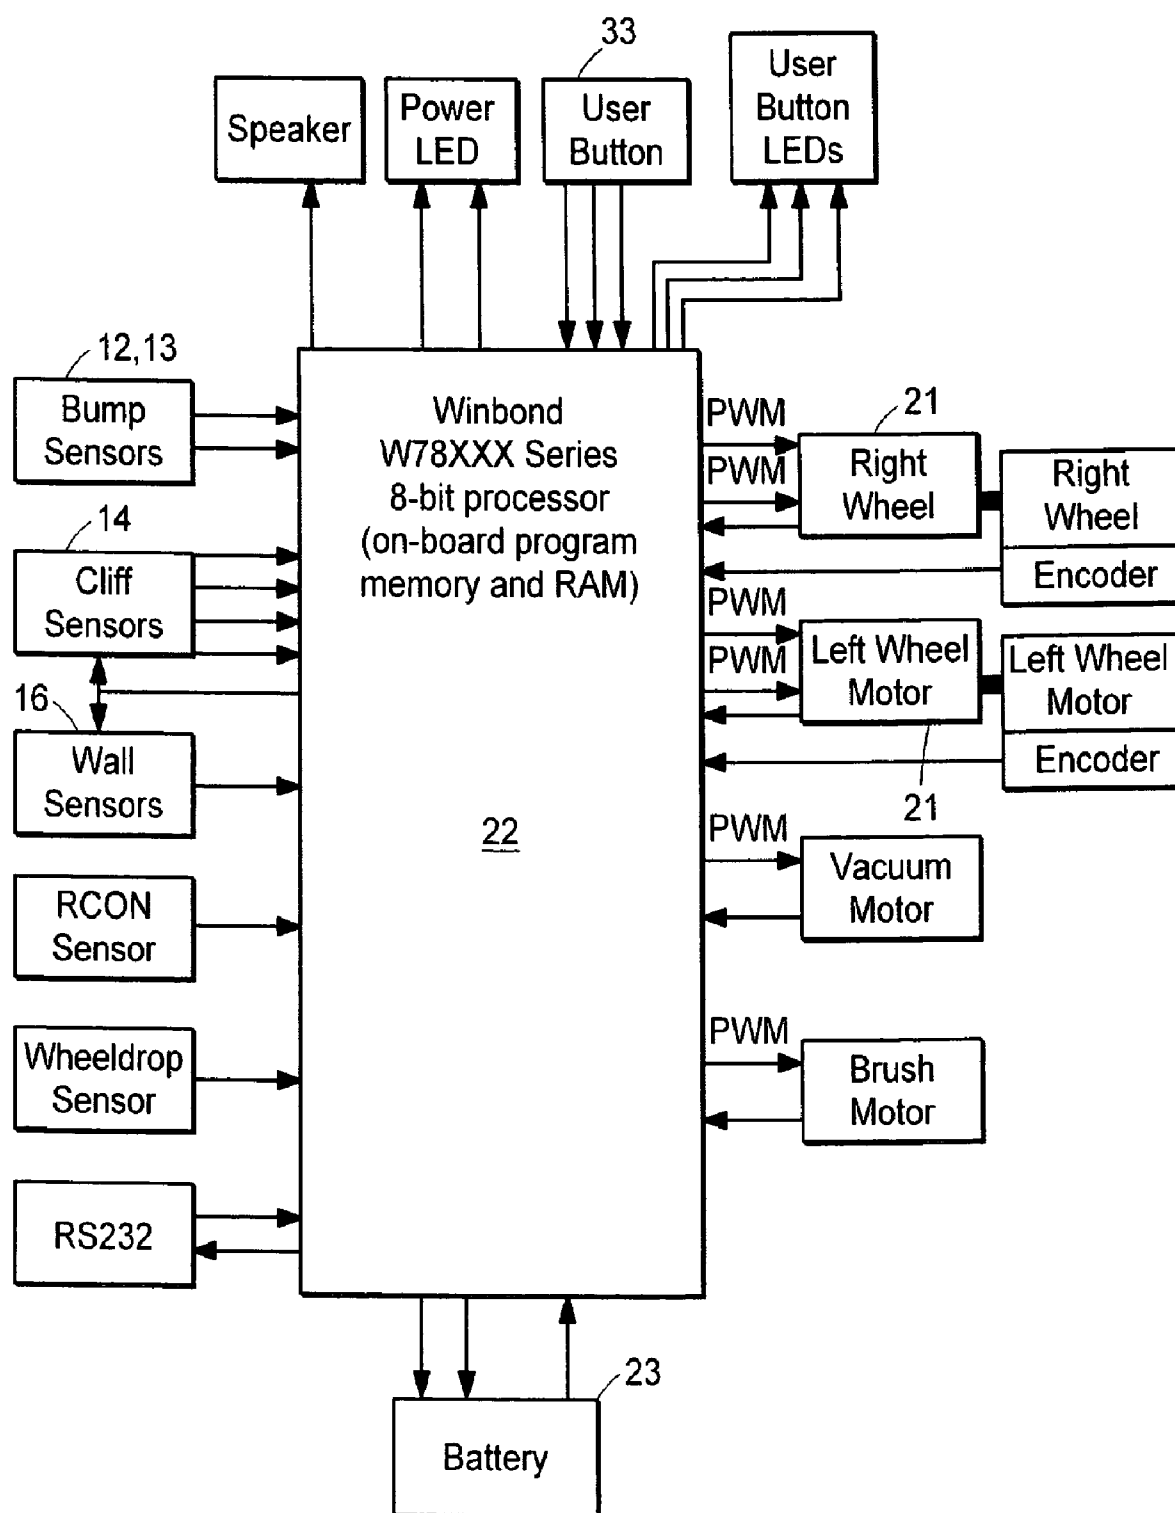 33
User
Button
LEDs
Speaker
Power
LED
User
Button
12,13
Bump
Sensors
14
Cliff
Sensors
16
Wall
Sensors
RCON
Sensor
Wheeldrop
Sensor
RS232
Winbond
W78XXX Series
8-bit processor
(on-board program
memory and RAM)
22
PWM
PWM
21
Right
Wheel
Right
Wheel
Encoder
PWM
PWM
Left Wheel
Motor
21
Left Wheel
Motor
Encoder
PWM
Vacuum
Motor
PWM
Brush
Motor
23
Battery